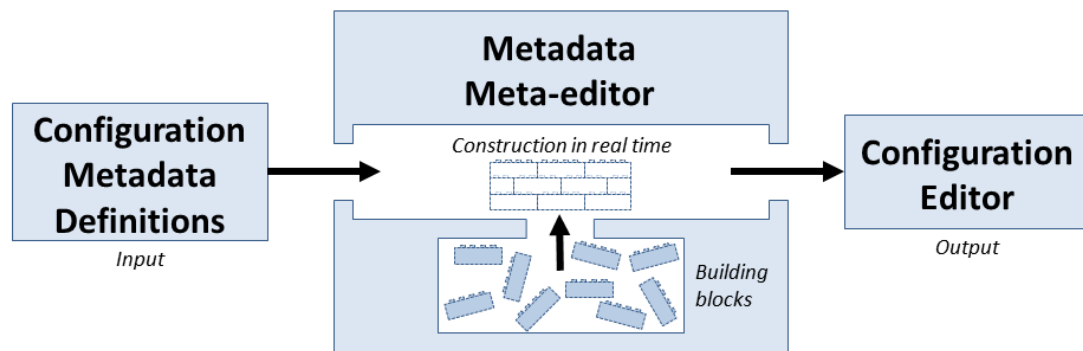 Configuration
Metadata
Definitions
Input
Metadata
Meta-editor
Construction in real time
Building
blocks
Configuration
Editor
Output